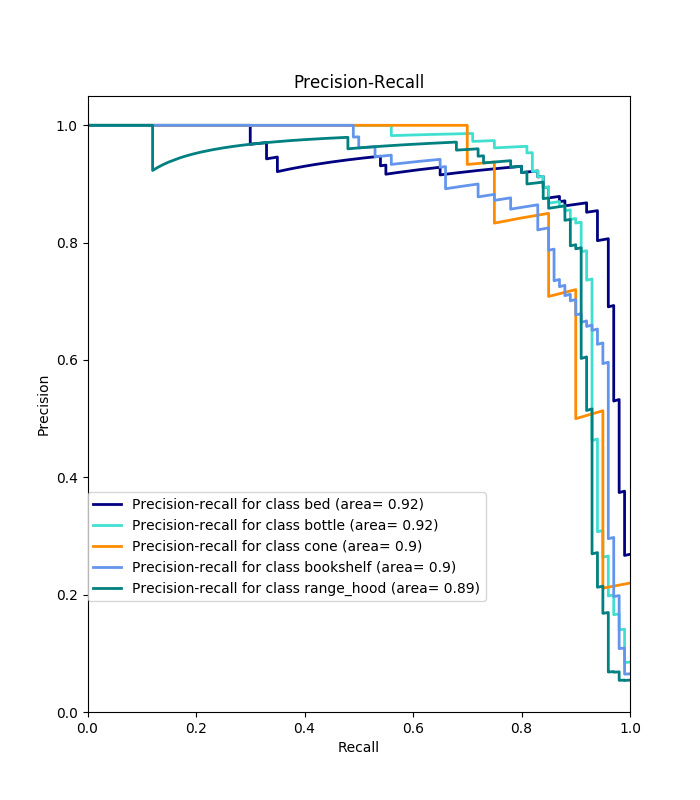 Precision-Recall
1.0
0.8
0.6
0.4
0.2
0.0
Precision
Precision-recall for class bed (area= 0.92)
Precision-recall for class bottle (area= 0.92)
Precision-recall for class cone (area= 0.9)
Precision-recall for class bookshelf (area= 0.9)
Precision-recall for class range_hood (area= 0.89)
0.0 0.2 0.4 0.6 0.8 1.0
Recall